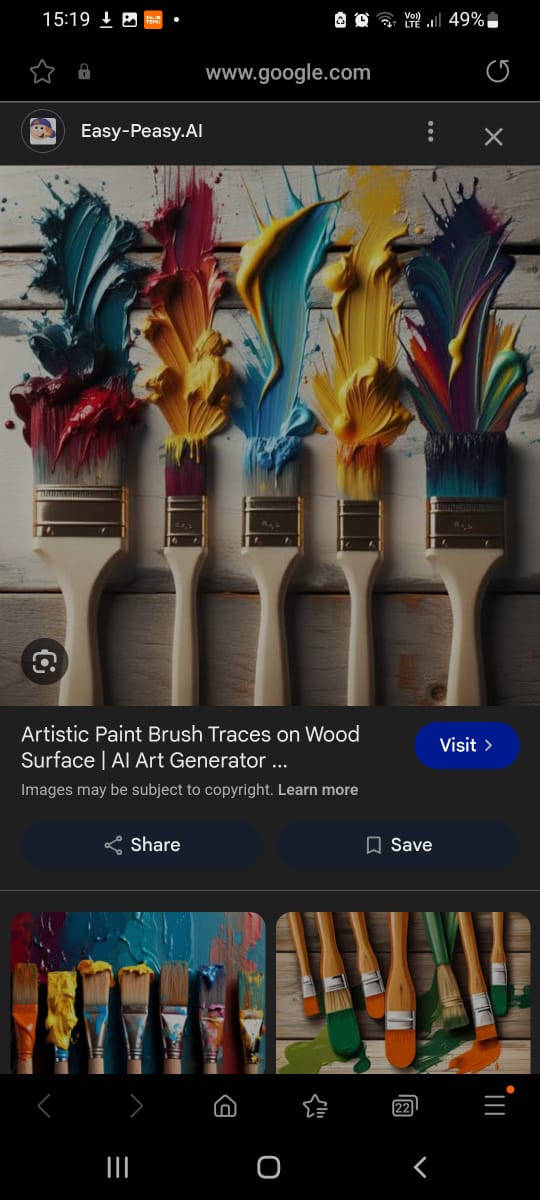 15:19
49%
www.google.com
Easy-Peasy.AI
Artistic Paint Brush Traces on Wood
Surface | AI Art Generator ...
Visit
Images may be subject to copyright. Learn more
Share
Save
22